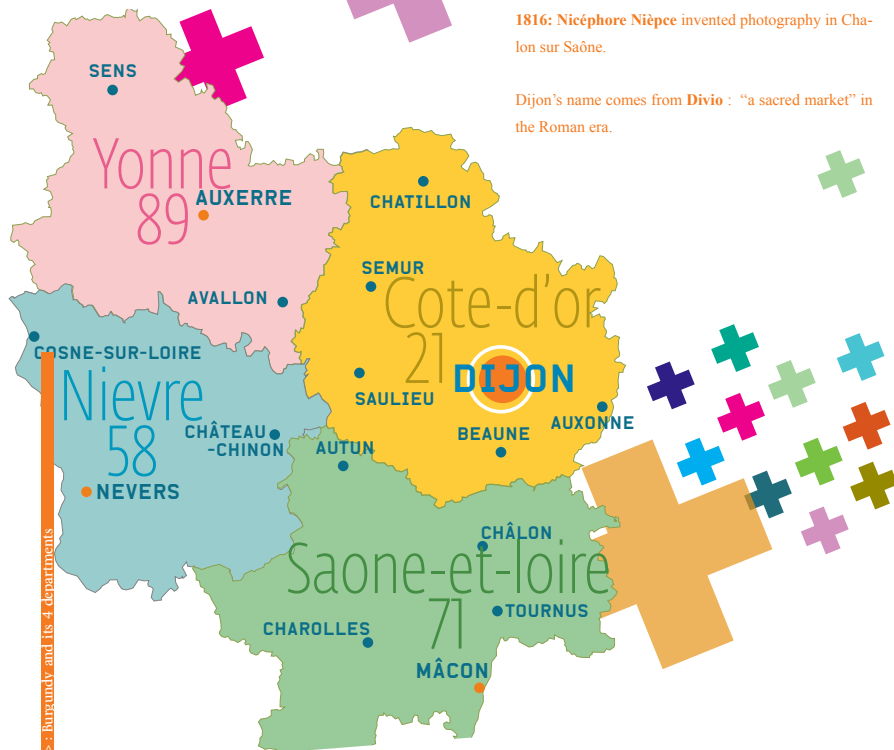 1816: Nicéphore Nièpce invented photography in Cha-
lon sur Saône.
Dijon’s name comes from Divio : “a sacred market” in
the Roman era.
SENS
Yonne
89
AUXERRE
AVALLON
CHATILLON
SEMUR
Cote-d’or
21
DIJON
SAULIEU
AUXONNE
BEAUNE
COSNE-SUR-LOIRE
Nievre
58
CHÂTEAU
-CHINON
NEVERS
AUTUN
CHÂLON
Saone-et-loire
71
TOURNUS
CHAROLLES
MÂCON
> : Burgundy and its 4 departments